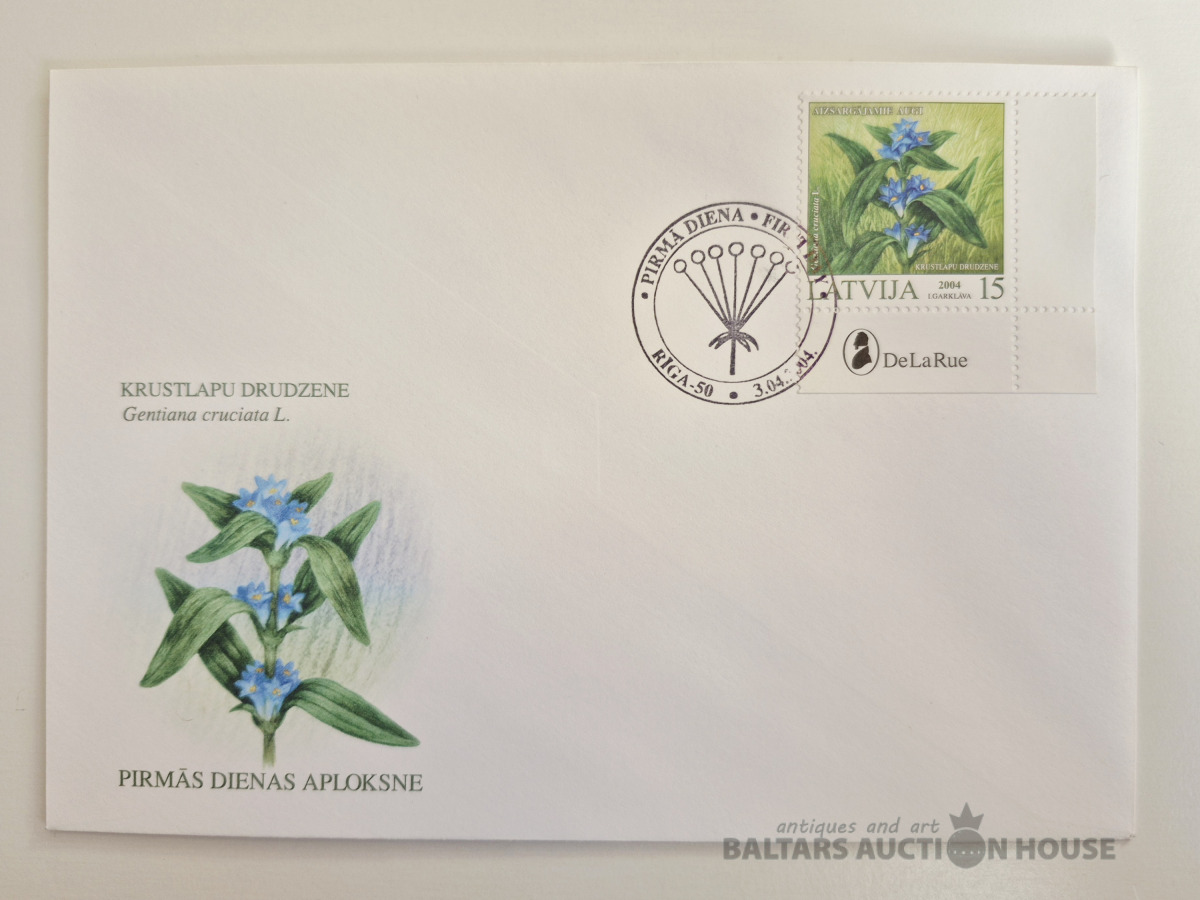 AIZSARGĀJAMIE AUGI
cruciata L.
KRUSTLAPU DRUDZENE
LATVIJA 2004 15
I.GARKLĀVA
DeLaRue
• PIRMĀ DIENA •
RĪGA-50 •
KRUSTLAPU DRUDZENE
Gentiana cruciata L.
PIRMĀS DIENAS APLOKSNE
antiques and art
BALTARS AUCTION HOUSE